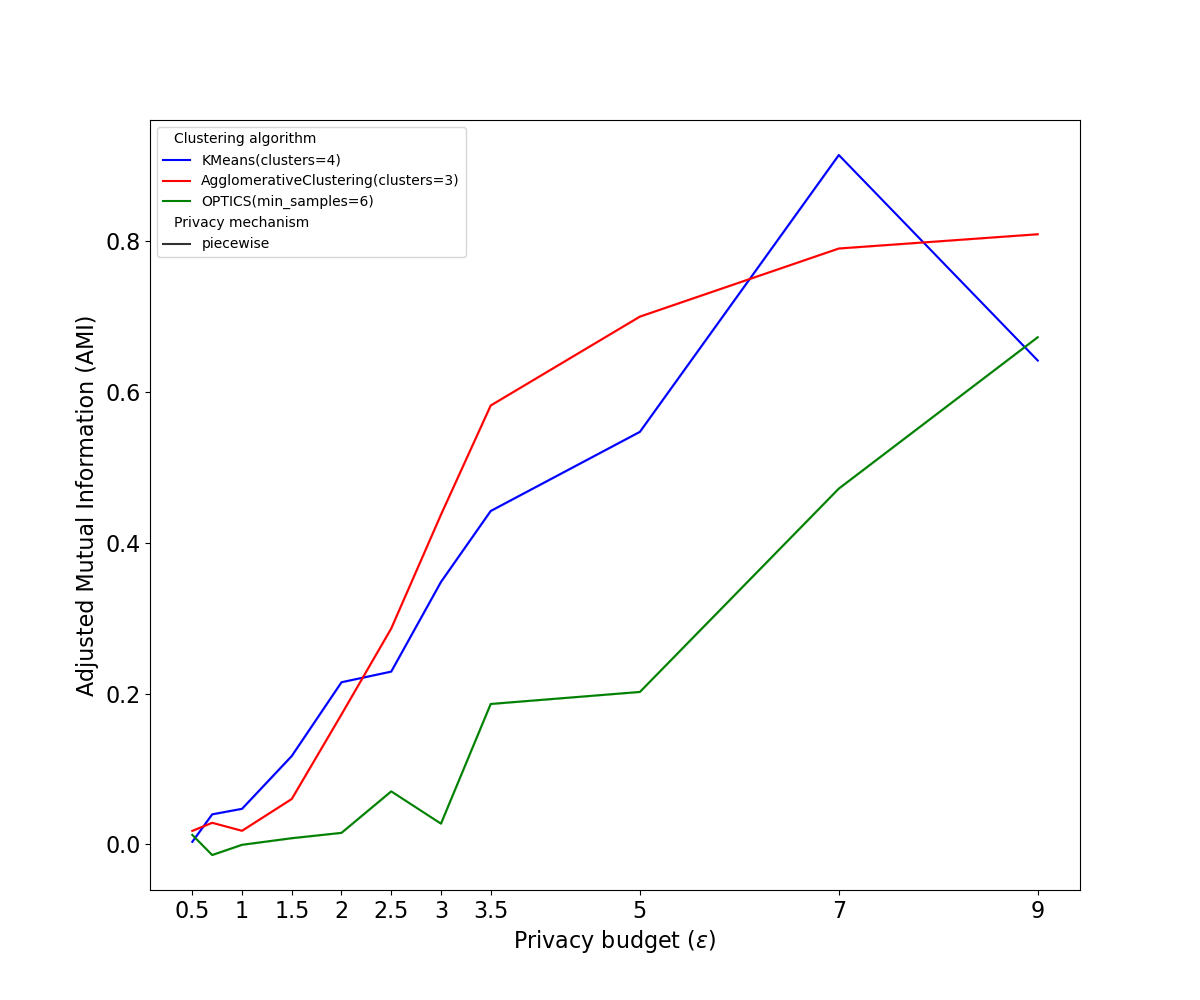 Clustering algorithm
KMeans(clusters=4)
AgglomerativeClustering(clusters=3)
OPTICS(min_samples=6)
Privacy mechanism
piecewise
Adjusted Mutual Information (AMI)
0.8
0.6
0.4
0.2
0.0
0.5 1 1.5 2 2.5 3 3.5 5 7 9
Privacy budget (ε)